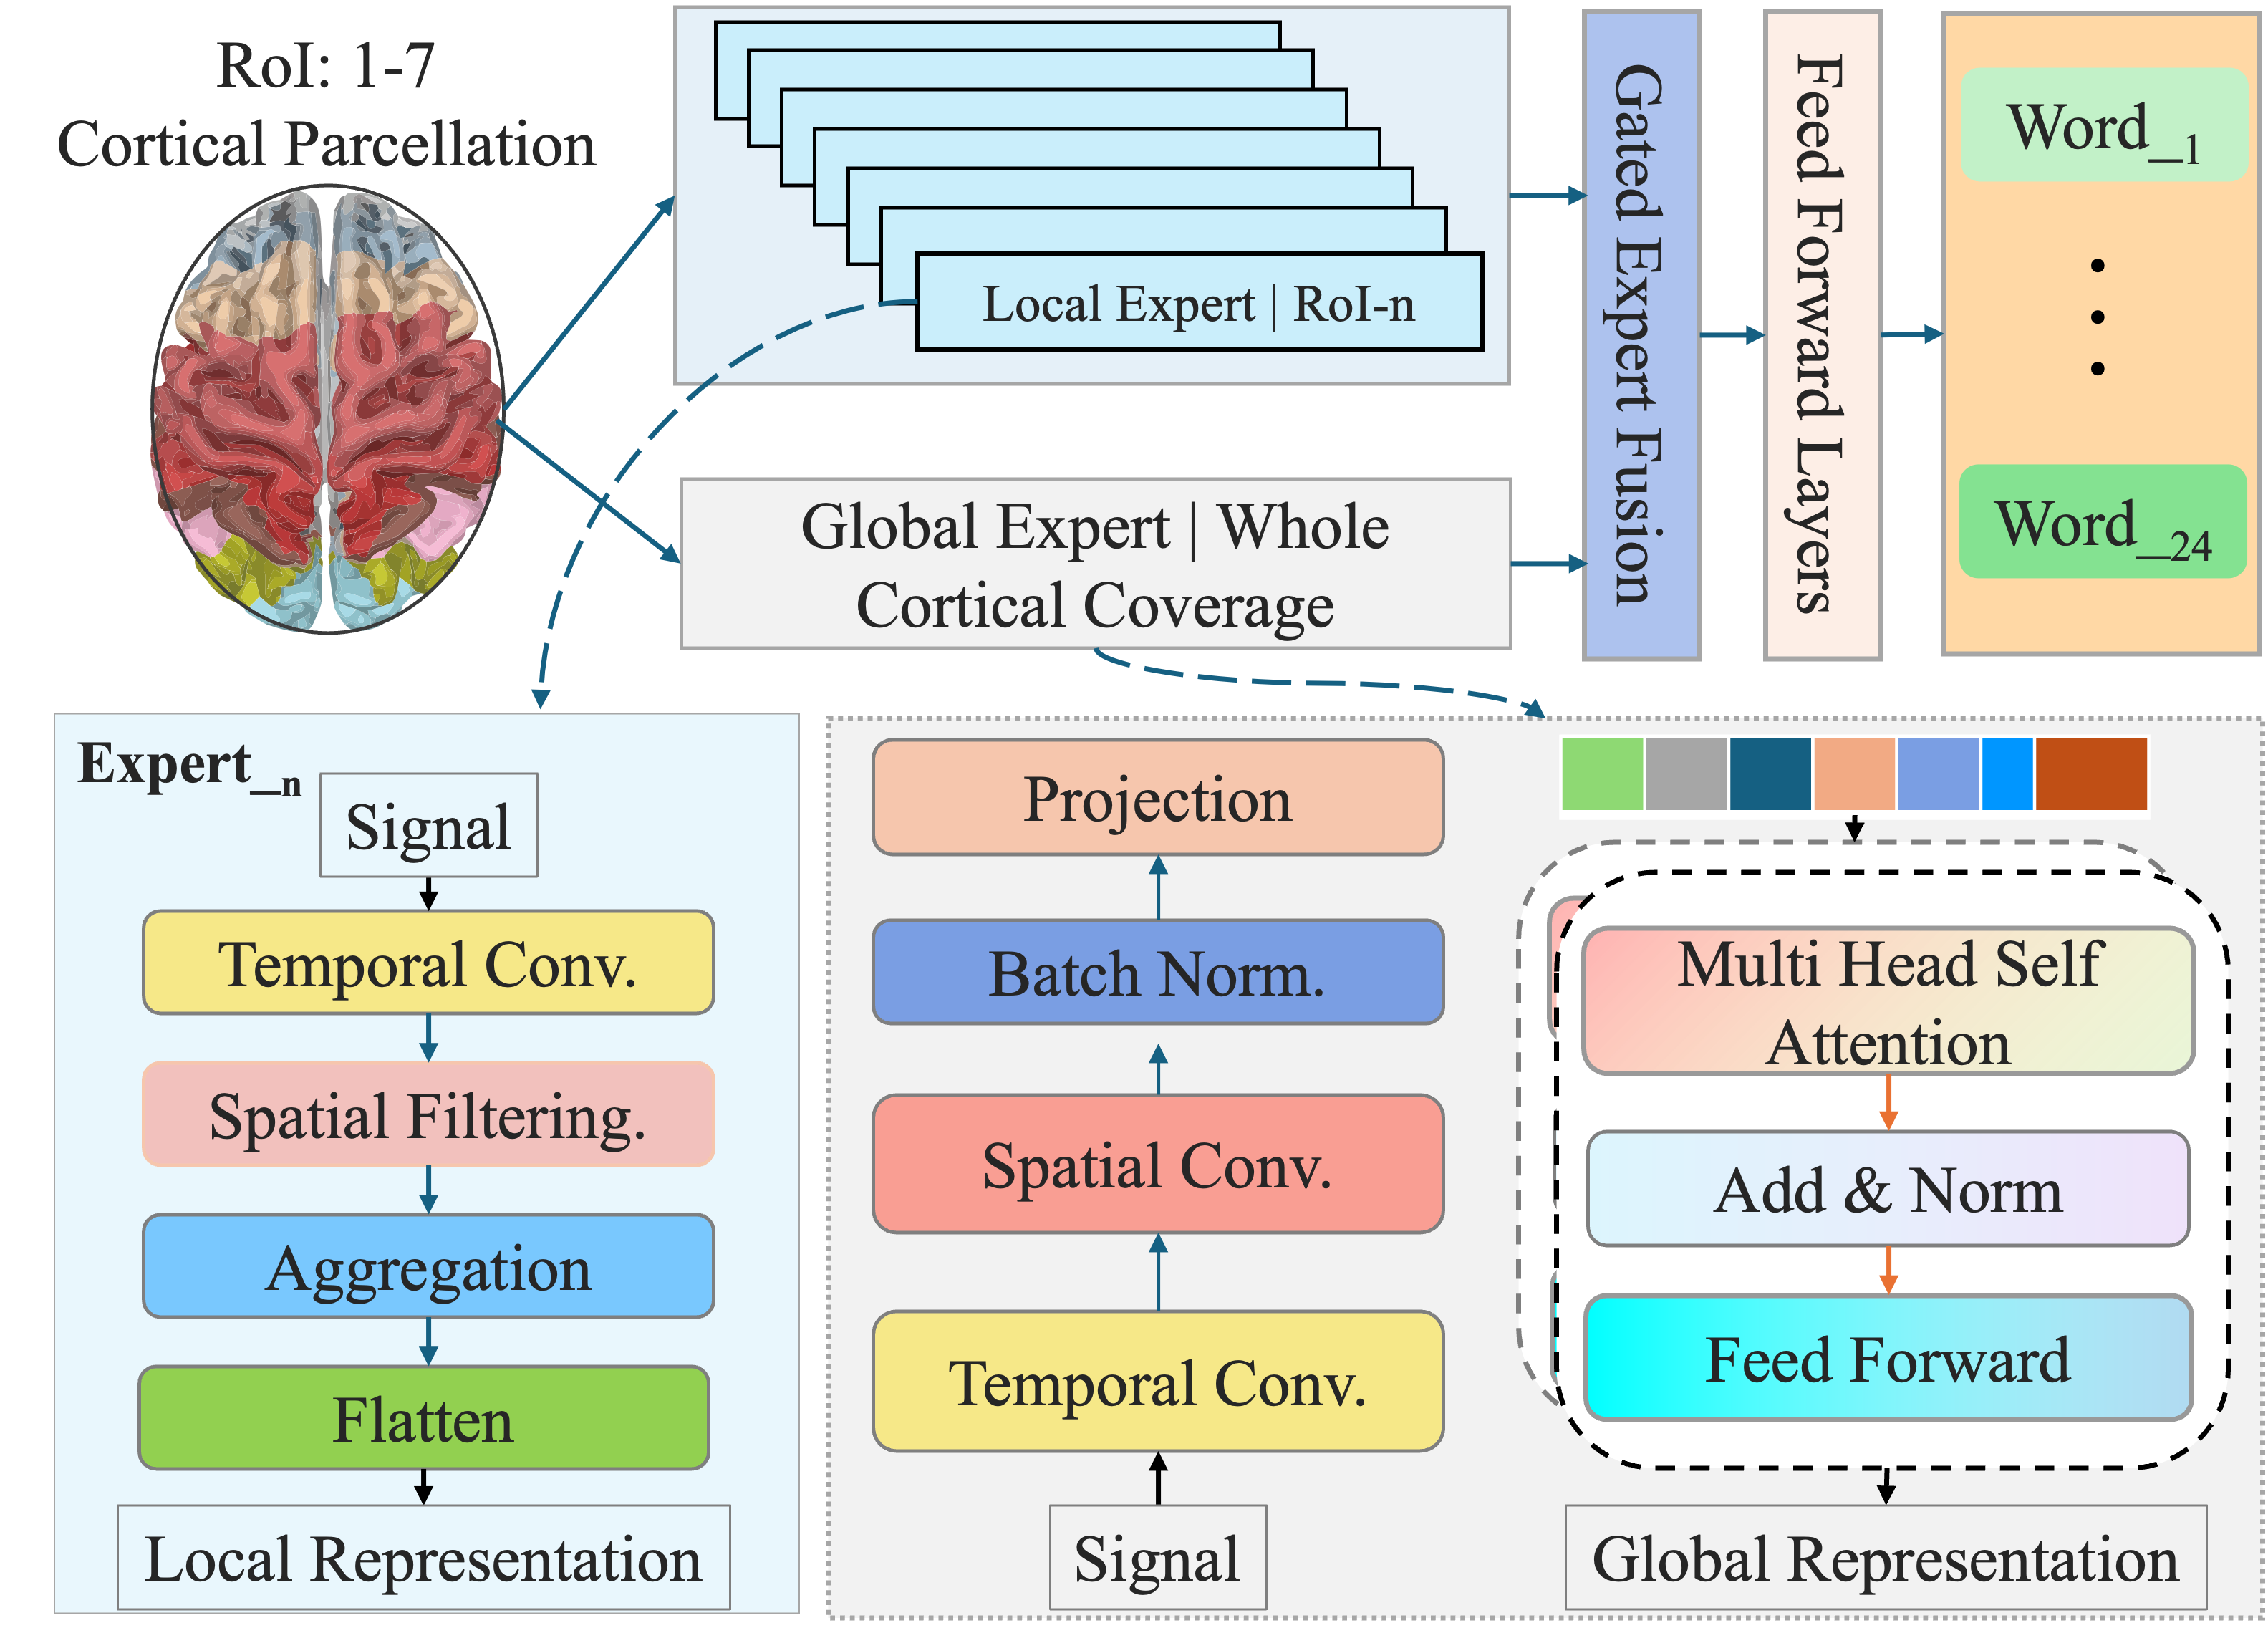 RoI: 1-7
Cortical Parcellation
Local Expert | RoI-n
Global Expert | Whole
Cortical Coverage
Gated Expert Fusion
Feed Forward Layers
Word_1
Word_24
Expert_n
Signal
Temporal Conv.
Spatial Filtering.
Aggregation
Flatten
Local Representation
Projection
Batch Norm.
Spatial Conv.
Temporal Conv.
Signal
Multi Head Self
Attention
Add & Norm
Feed Forward
Global Representation